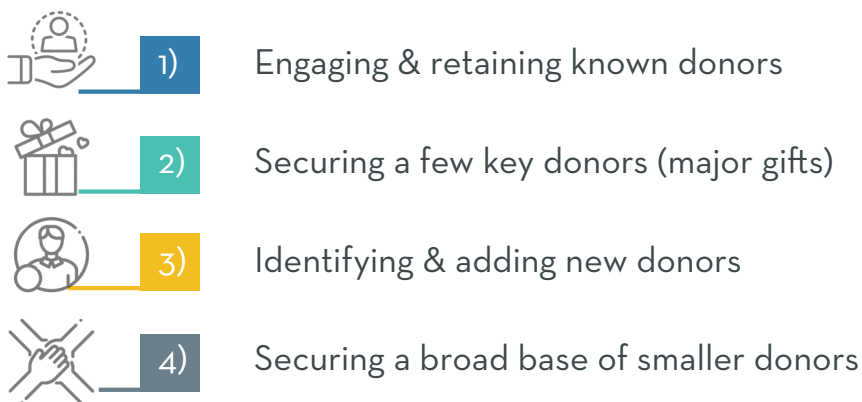 1) Engaging & retaining known donors
2) Securing a few key donors (major gifts)
3) Identifying & adding new donors
4) Securing a broad base of smaller donors